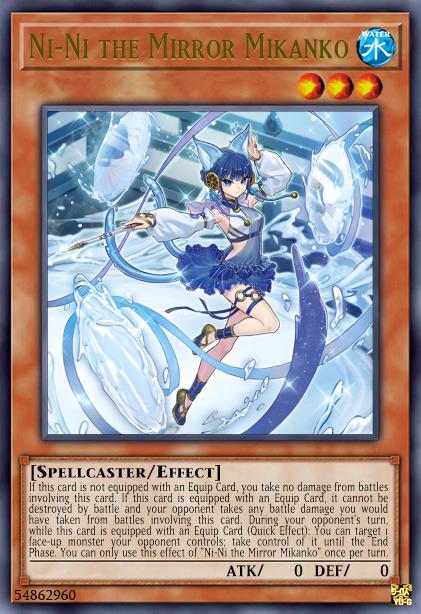 Ni-Ni the Mirror Mikanko
WATER
水
[Spellcaster/Effect]
If this card is not equipped with an Equip Card, you take no damage from battles
involving this card. If this card is equipped with an Equip Card, it cannot be
destroyed by battle and your opponent takes any battle damage you would
have taken from battles involving this card. During your opponent's turn,
while this card is equipped with an Equip Card (Quick Effect): You can target 1
face-up monster your opponent controls; take control of it until the End
Phase. You can only use this effect of "Ni-Ni the Mirror Mikanko" once per turn.
ATK/ 0 DEF/ 0
54862960